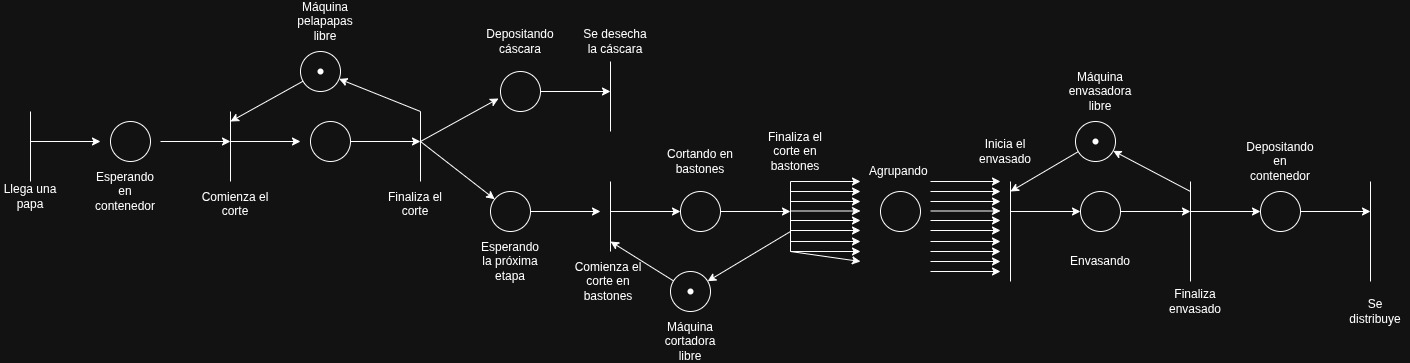 Máquina
pelapapas
libre
Depositando
cáscara
Se desecha
la cáscara
Llega una
papa
Esperando
en
contenedor
Comienza el
corte
Finaliza el
corte
Esperando
la próxima
etapa
Comienza el
corte en
bastones
Cortando en
bastones
Máquina
cortadora
libre
Finaliza el
corte en
bastones
Agrupando
Inicia el
envasado
Máquina
envasadora
libre
Envasando
Finaliza
envasado
Depositando
en
contenedor
Se
distribuye